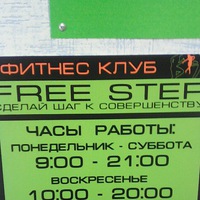 ФИТНЕС КЛУБ
FREE STEP
СДЕЛАЙ ШАГ К СОВЕРШЕНСТВУ
ЧАСЫ РАБОТЫ:
ПОНЕДЕЛЬНИК - СУББОТА
9:00 - 21:00
ВОСКРЕСЕНЬЕ
10:00 - 20:00